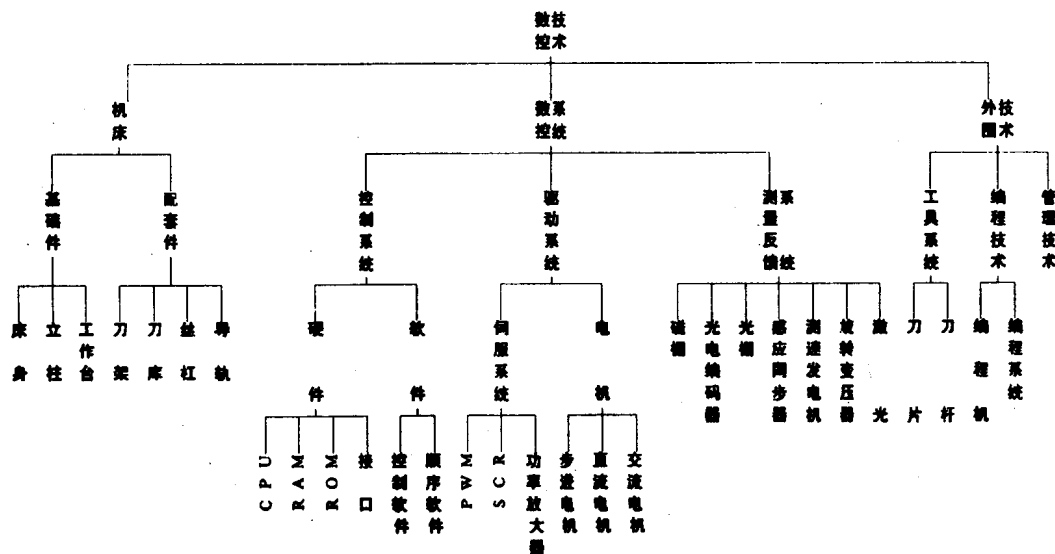 数控技术
机床
数控系统
外围技术
基础件
配套件
控制系统
驱动系统
测量反馈系统
工具系统
编程技术
管理技术
床身
立柱
工作台
刀架
刀库
丝杠
导轨
硬件
软件
伺服系统
电机
磁栅
光电编码器
光栅
感应同步器
测速发电机
旋转变压器
激光
刀片
刀杆
编程机
编程系统
CPU
RAM
ROM
接口
控制软件
顺序软件
PWM
SCR
功率放大器
步进电机
直流电机
交流电机